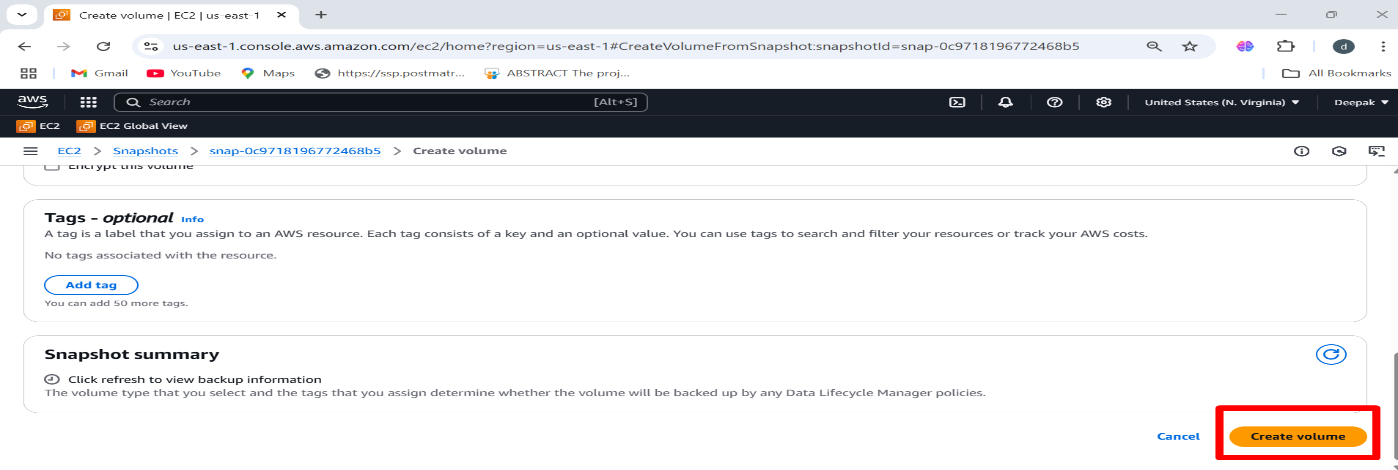 Create volume | EC2 | us-east-1
us-east-1.console.aws.amazon.com/ec2/home?region=us-east-1#CreateVolumeFromSnapshot:snapshotId=snap-0c9718196772468b5
d
Gmail YouTube Maps https://ssp.postmatr... ABSTRACT The proj... All Bookmarks
aws Search [Alt+S] United States (N. Virginia) Deepak
EC2 EC2 Global View
EC2 > Snapshots > snap-0c9718196772468b5 > Create volume
Encrypt this volume
Tags - optional Info
A tag is a label that you assign to an AWS resource. Each tag consists of a key and an optional value. You can use tags to search and filter your resources or track your AWS costs.
No tags associated with the resource.
Add tag
You can add 50 more tags.
Snapshot summary
Click refresh to view backup information
The volume type that you select and the tags that you assign determine whether the volume will be backed up by any Data Lifecycle Manager policies.
Cancel Create volume